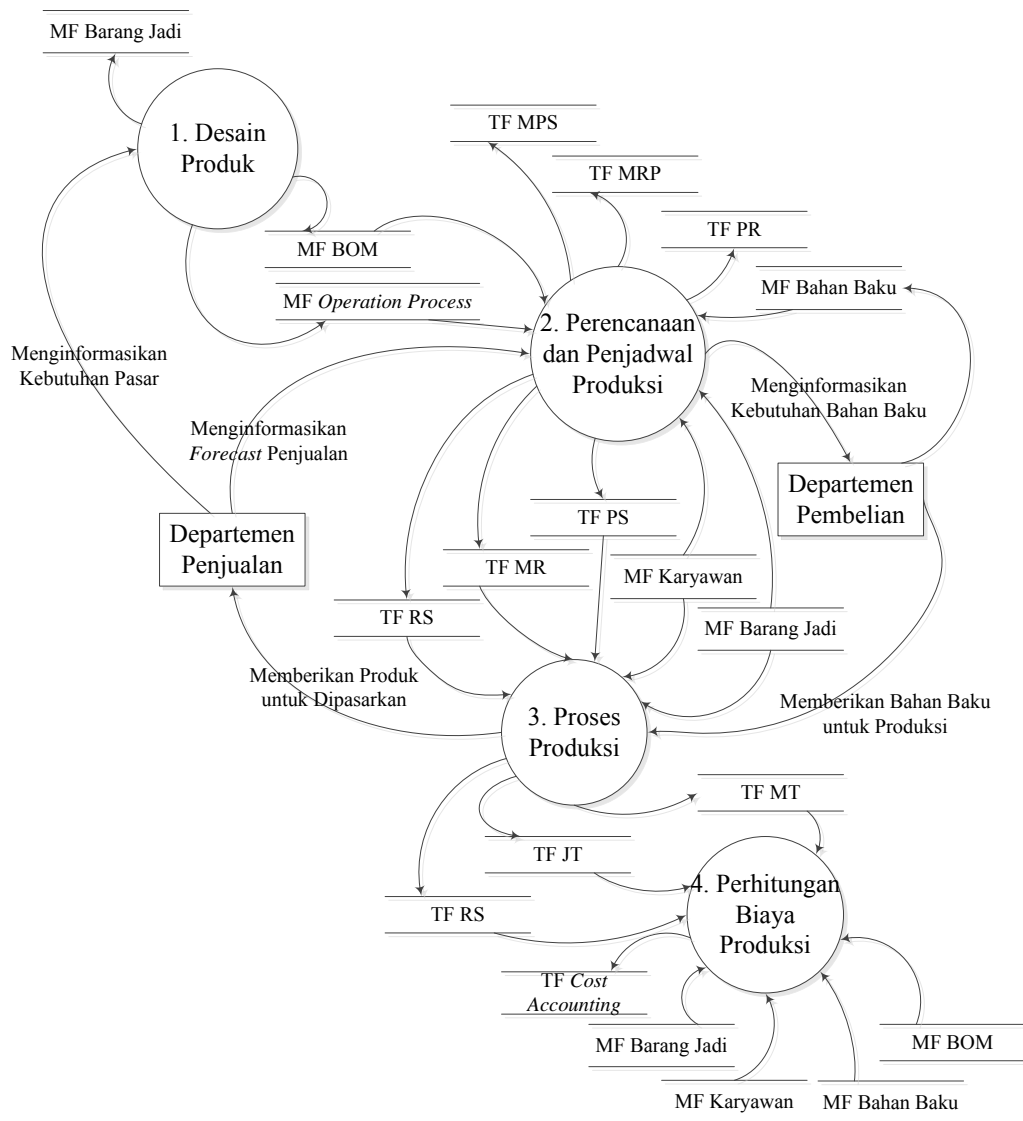 MF Barang Jadi
1. Desain
Produk
TF MPS
TF MRP
TF PR
MF BOM
MF Bahan Baku
MF Operation Process
2. Perencanaan
dan Penjadwal
Produksi
Menginformasikan
Kebutuhan Pasar
Menginformasikan
Kebutuhan Bahan Baku
Menginformasikan
Forecast Penjualan
Departemen
Pembelian
Departemen
Penjualan
TF PS
TF MR
MF Karyawan
TF RS
MF Barang Jadi
Memberikan Produk
untuk Dipasarkan
Memberikan Bahan Baku
untuk Produksi
3. Proses
Produksi
TF MT
TF JT
4. Perhitungan
Biaya
Produksi
TF RS
TF Cost
Accounting
MF Barang Jadi
MF BOM
MF Karyawan
MF Bahan Baku